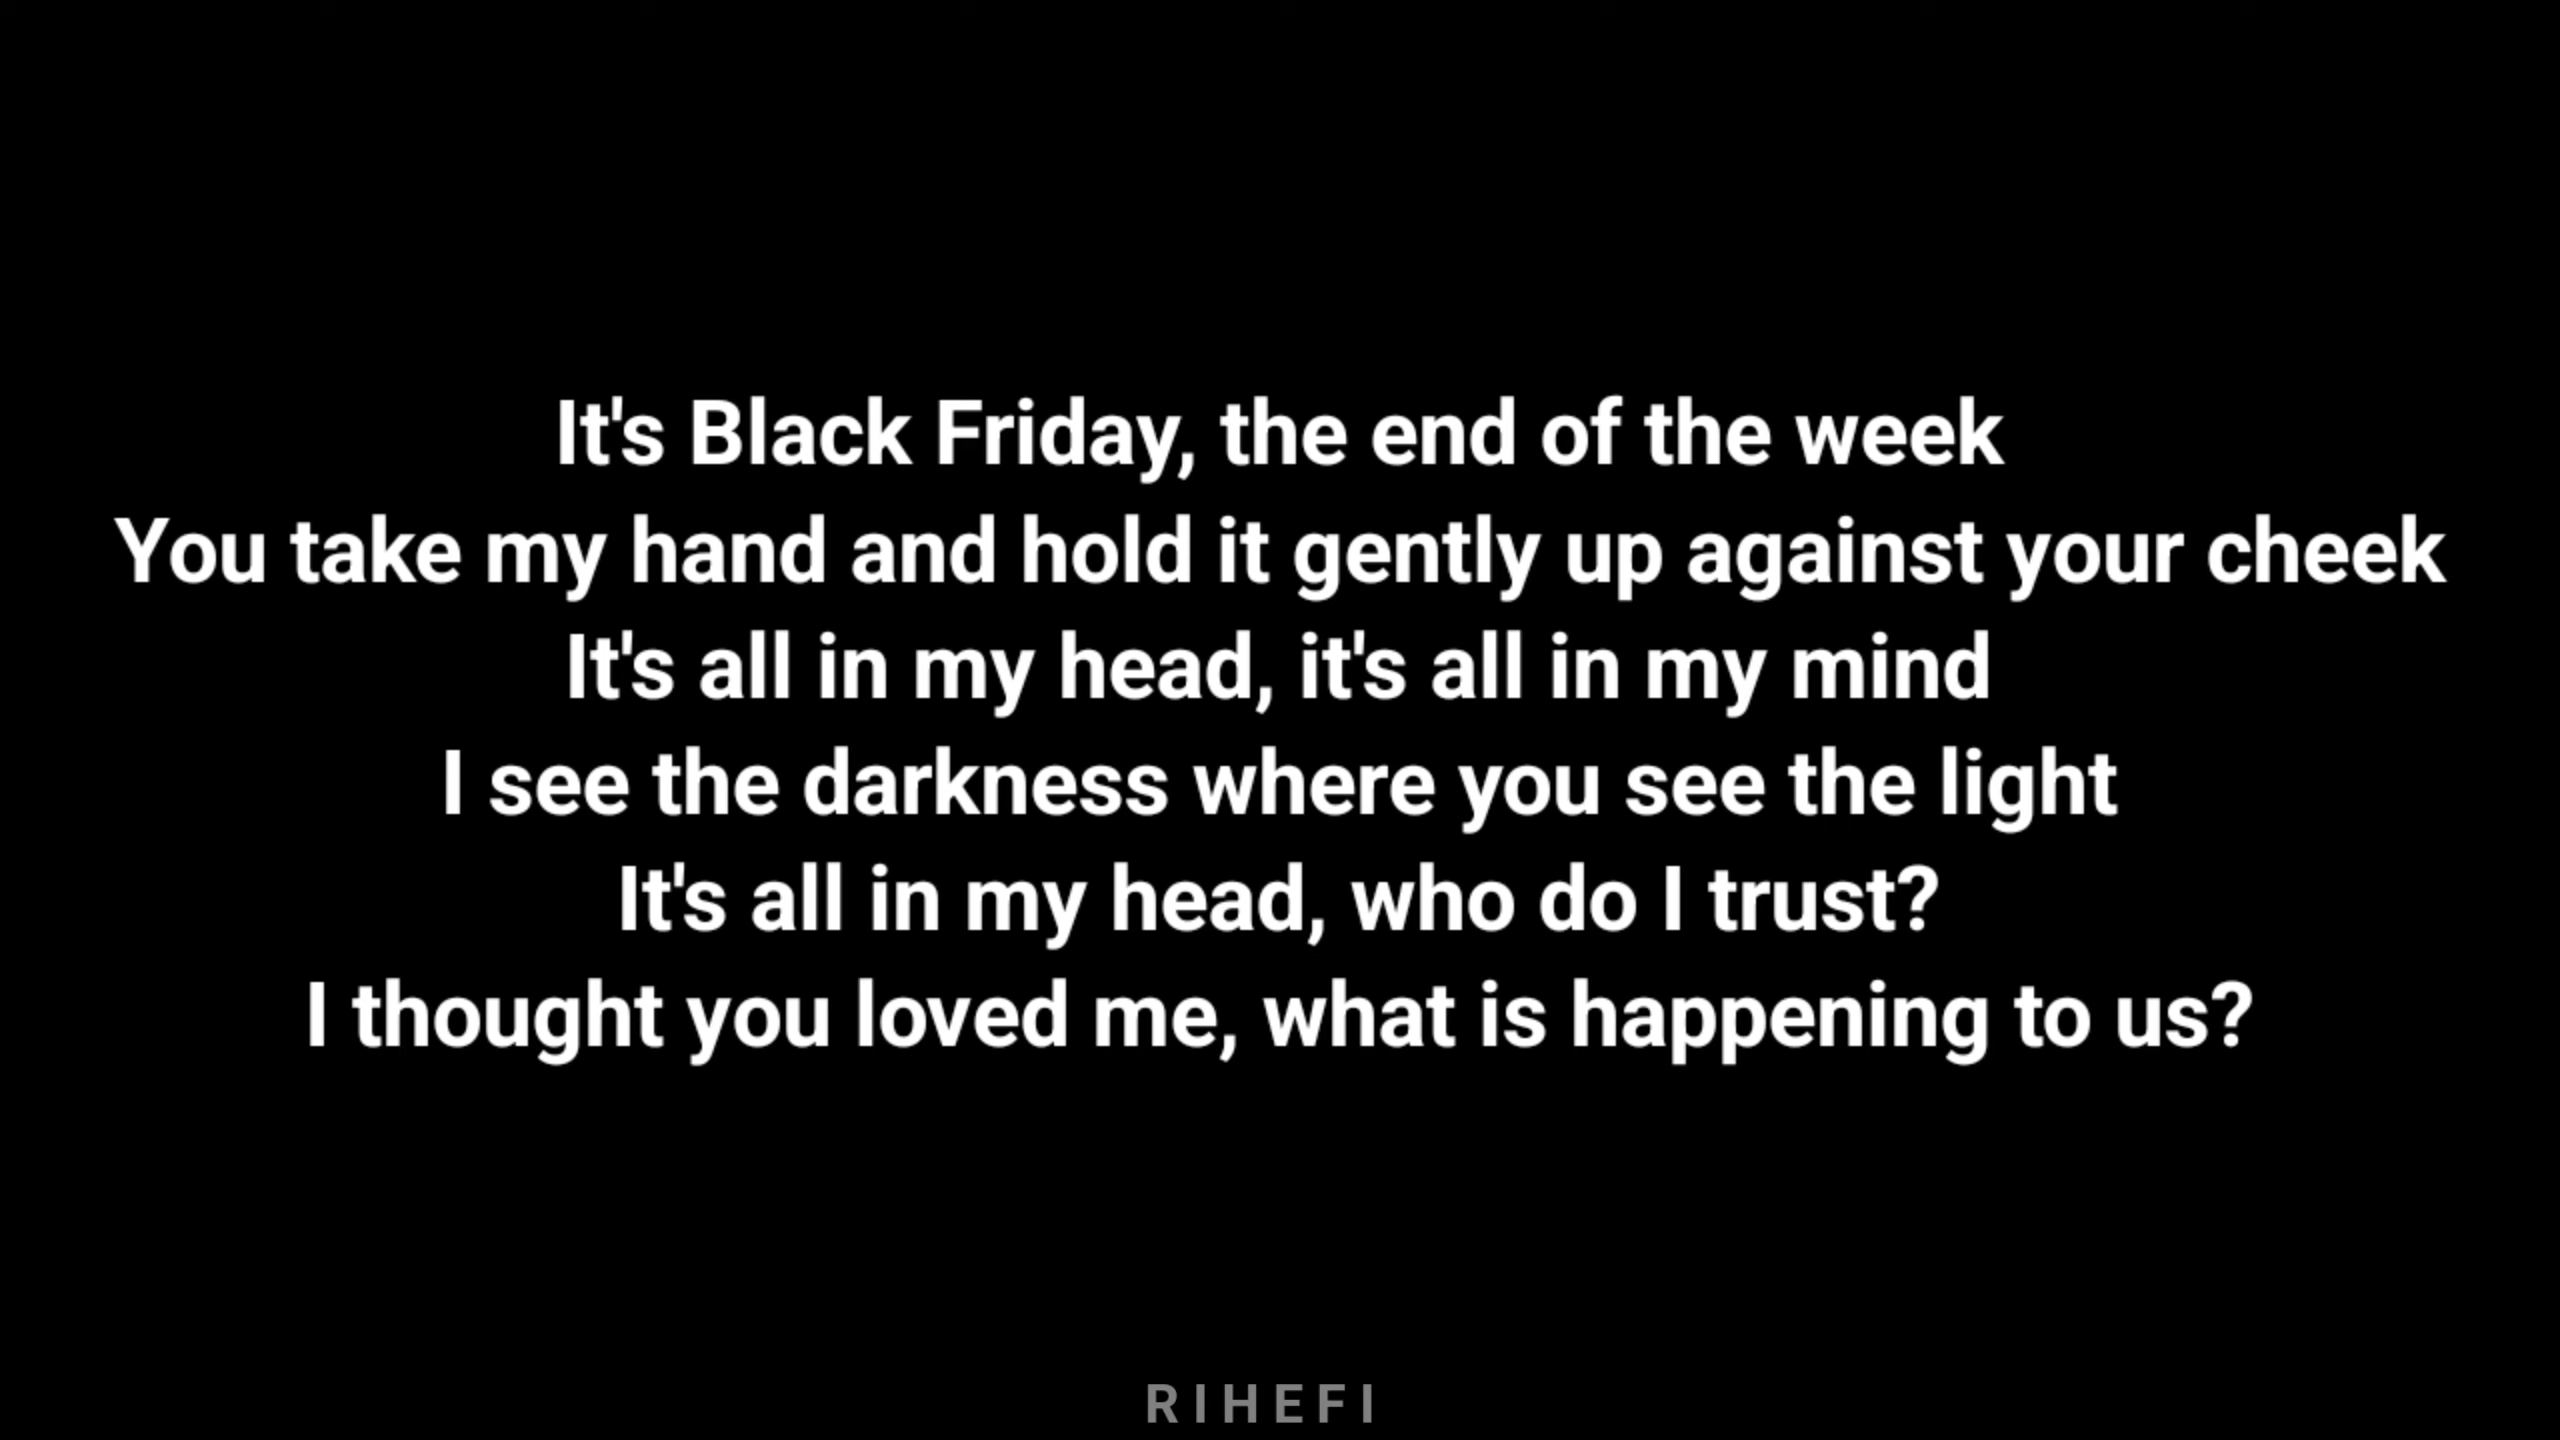 It's Black Friday, the end of the week
You take my hand and hold it gently up against your cheek
It's all in my head, it's all in my mind
I see the darkness where you see the light
It's all in my head, who do I trust?
I thought you loved me, what is happening to us?
RIHEFI